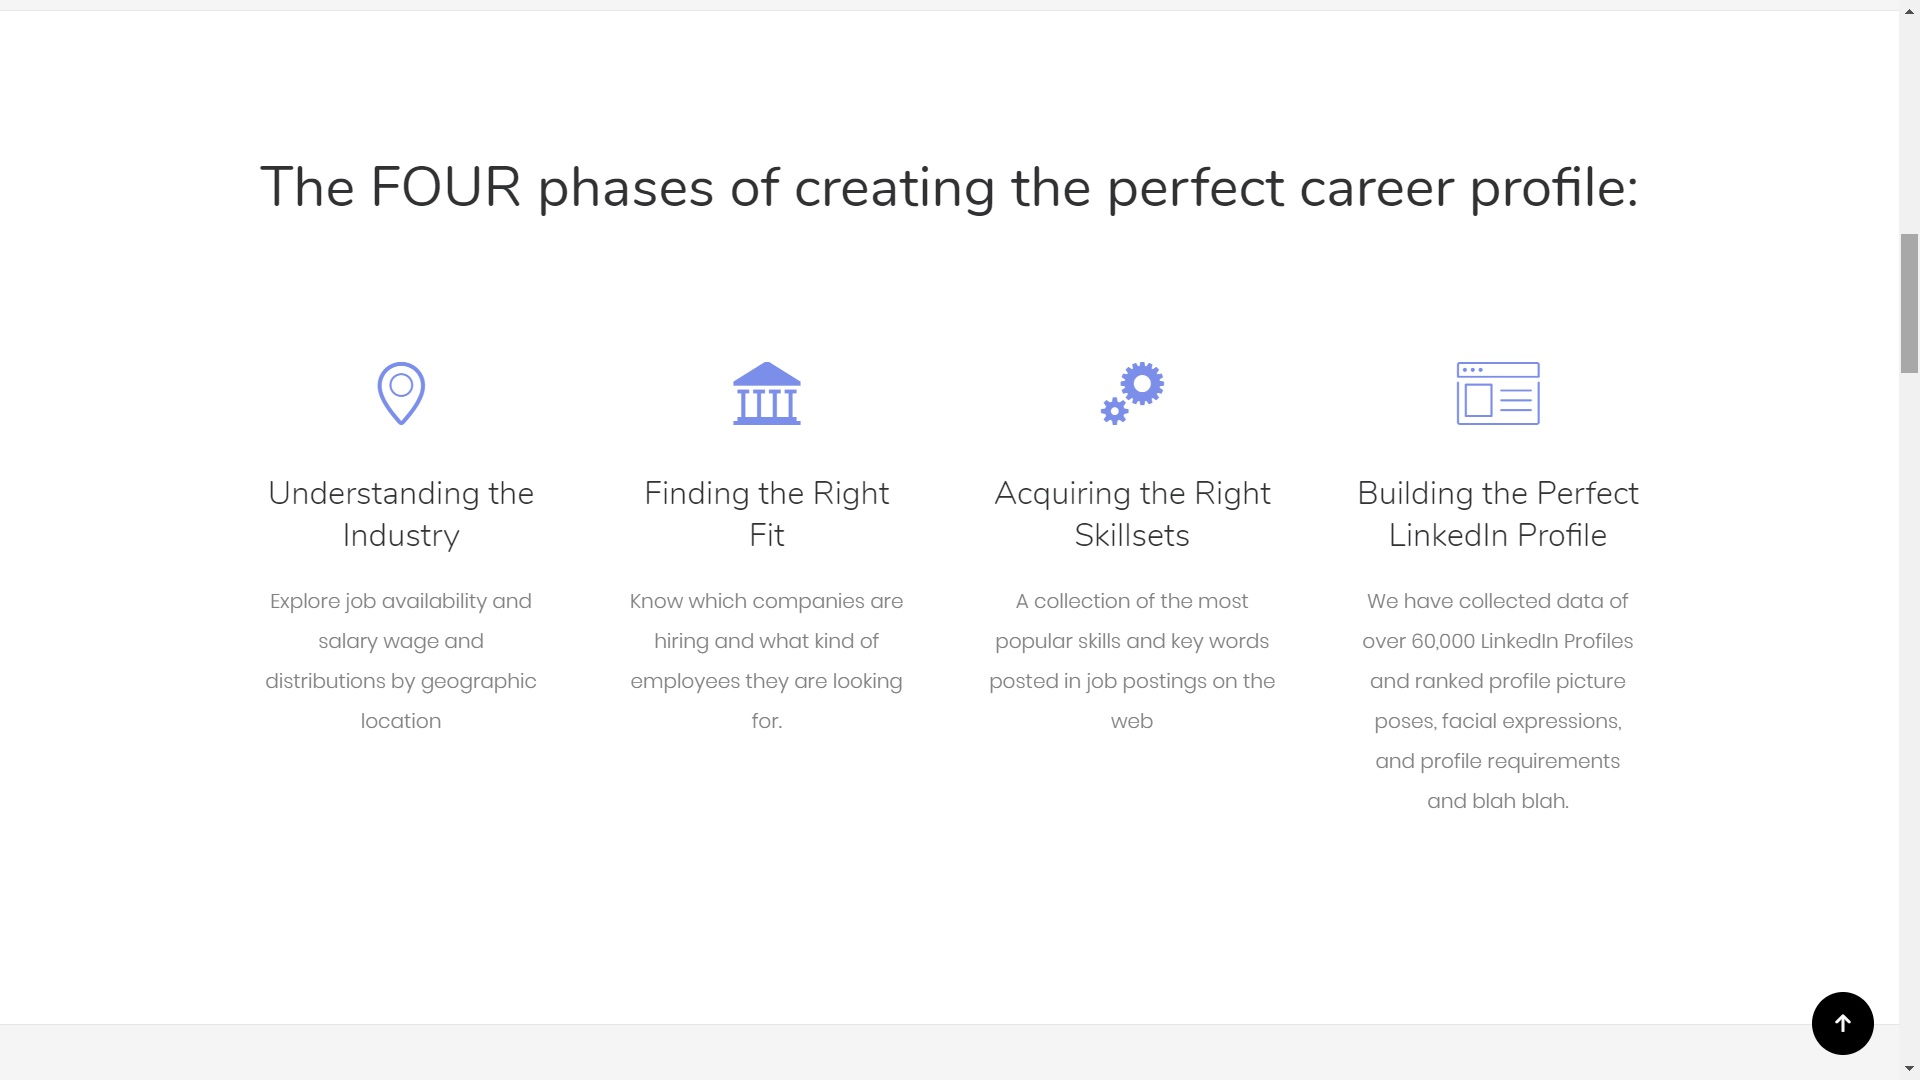 The FOUR phases of creating the perfect career profile:
Understanding the
Industry
Explore job availability and
salary wage and
distributions by geographic
location
Finding the Right
Fit
Know which companies are
hiring and what kind of
employees they are looking
for.
Acquiring the Right
Skillsets
A collection of the most
popular skills and key words
posted in job postings on the
web
Building the Perfect
LinkedIn Profile
We have collected data of
over 60,000 LinkedIn Profiles
and ranked profile picture
poses, facial expressions,
and profile requirements
and blah blah.